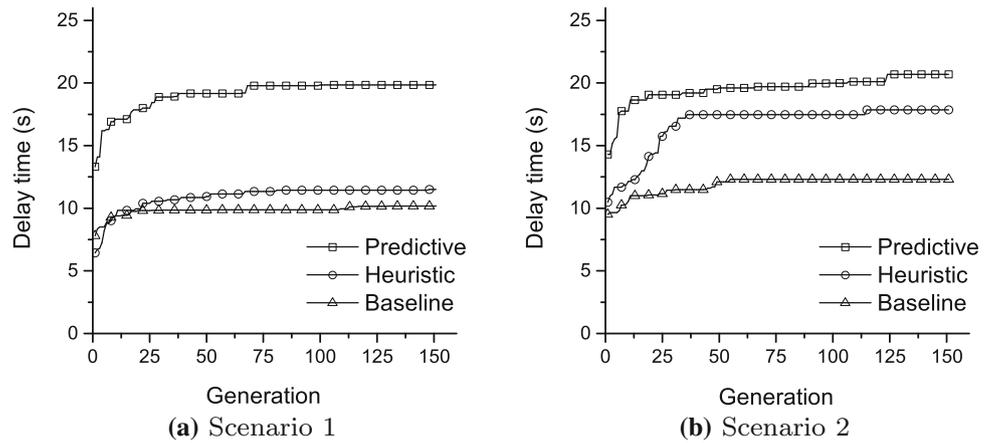 25
20
15
10
5
0
Delay time (s)
Predictive
Heuristic
Baseline
0 25 50 75 100 125 150
Generation
(a) Scenario 1
25
20
15
10
5
0
Delay time (s)
Predictive
Heuristic
Baseline
0 25 50 75 100 125 150
Generation
(b) Scenario 2